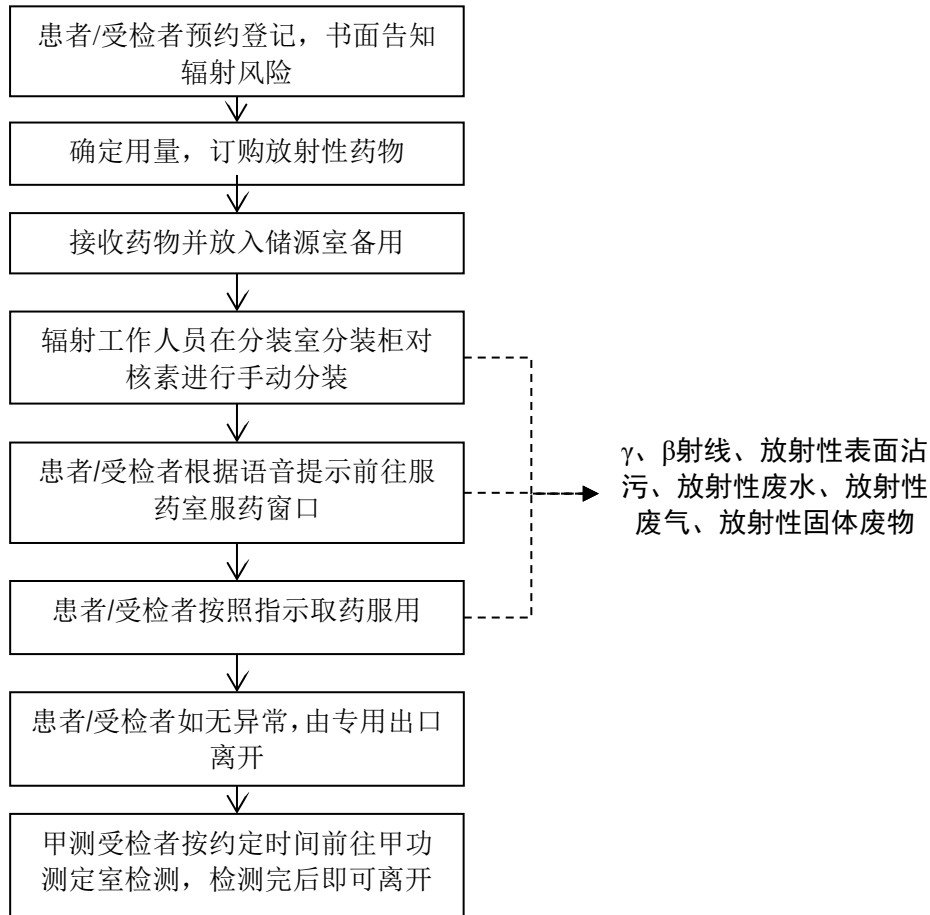 患者/受检者预约登记，书面告知
辐射风险
确定用量，订购放射性药物
接收药物并放入储源室备用
辐射工作人员在分装室分装柜对
核素进行手动分装
患者/受检者根据语音提示前往服
药室服药窗口
γ、β射线、放射性表面沾
污、放射性废水、放射性
废气、放射性固体废物
患者/受检者按照指示取药服用
患者/受检者如无异常，由专用出口
离开
甲测受检者按约定时间前往甲功
测定室检测，检测完后即可离开